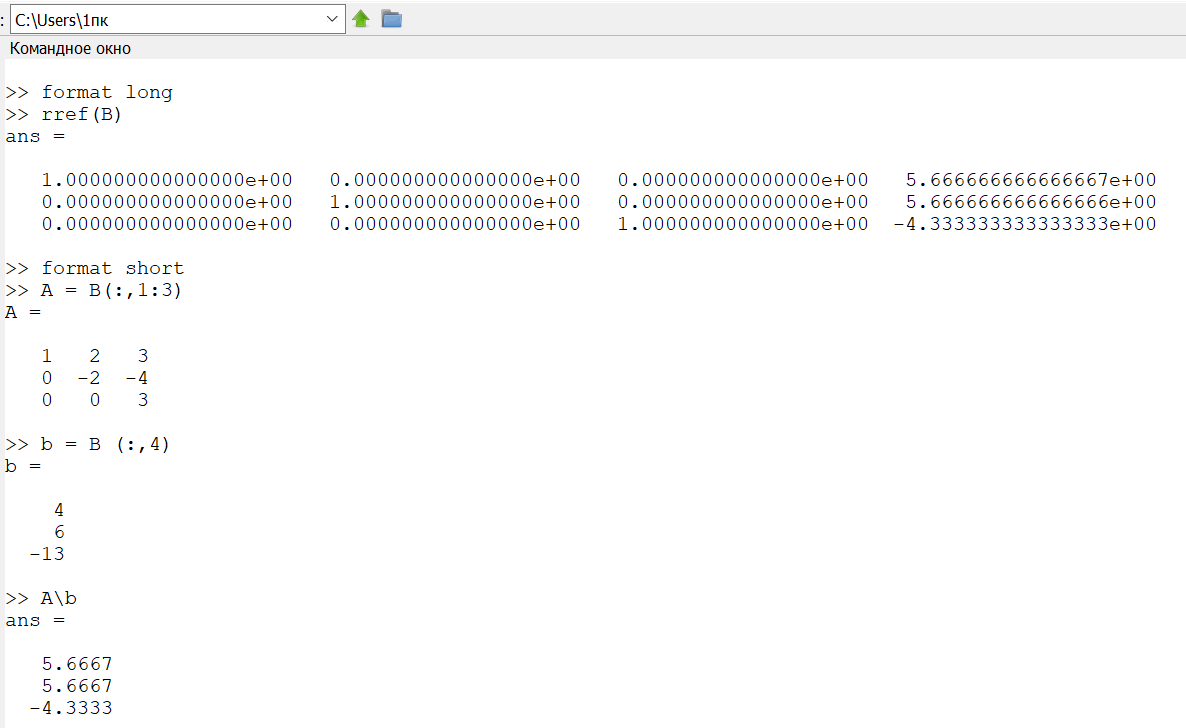 : C:\Users\1пк
Командное окно
>> format long
>> rref(B)
ans =
1.000000000000000e+00 0.000000000000000e+00 0.000000000000000e+00 5.666666666666667e+00
0.000000000000000e+00 1.000000000000000e+00 0.000000000000000e+00 5.666666666666666e+00
0.000000000000000e+00 0.000000000000000e+00 1.000000000000000e+00 -4.333333333333333e+00
>> format short
>> A = B(:,1:3)
A =
1 2 3
0 -2 -4
0 0 3
>> b = B (:,4)
b =
4
6
-13
>> A\b
ans =
5.6667
5.6667
-4.3333